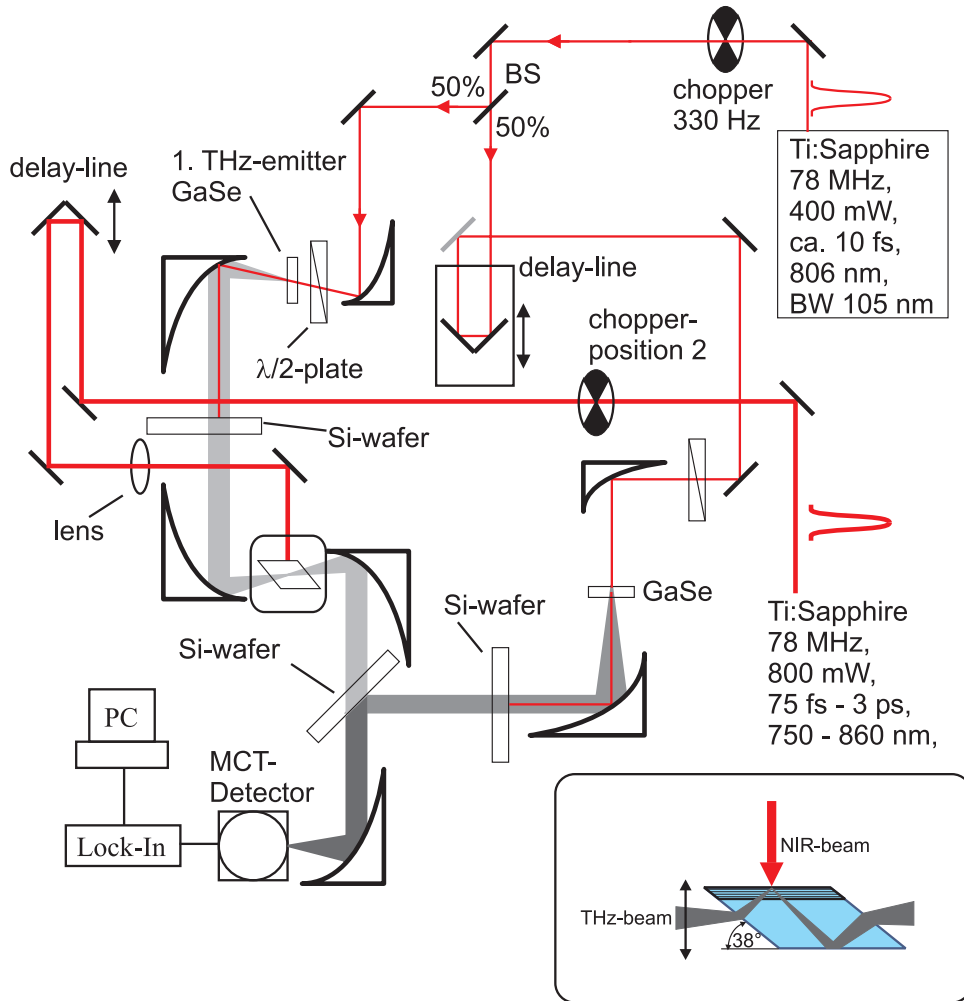 BS
50%
50%
chopper
330 Hz
Ti:Sapphire
78 MHz,
400 mW,
ca. 10 fs,
806 nm,
BW 105 nm
1. THz-emitter
GaSe
delay-line
delay-line
λ/2-plate
chopper-
position 2
Si-wafer
lens
GaSe
Si-wafer
Si-wafer
Ti:Sapphire
78 MHz,
800 mW,
75 fs - 3 ps,
750 - 860 nm,
PC
MCT-
Detector
Lock-In
NIR-beam
THz-beam
38°